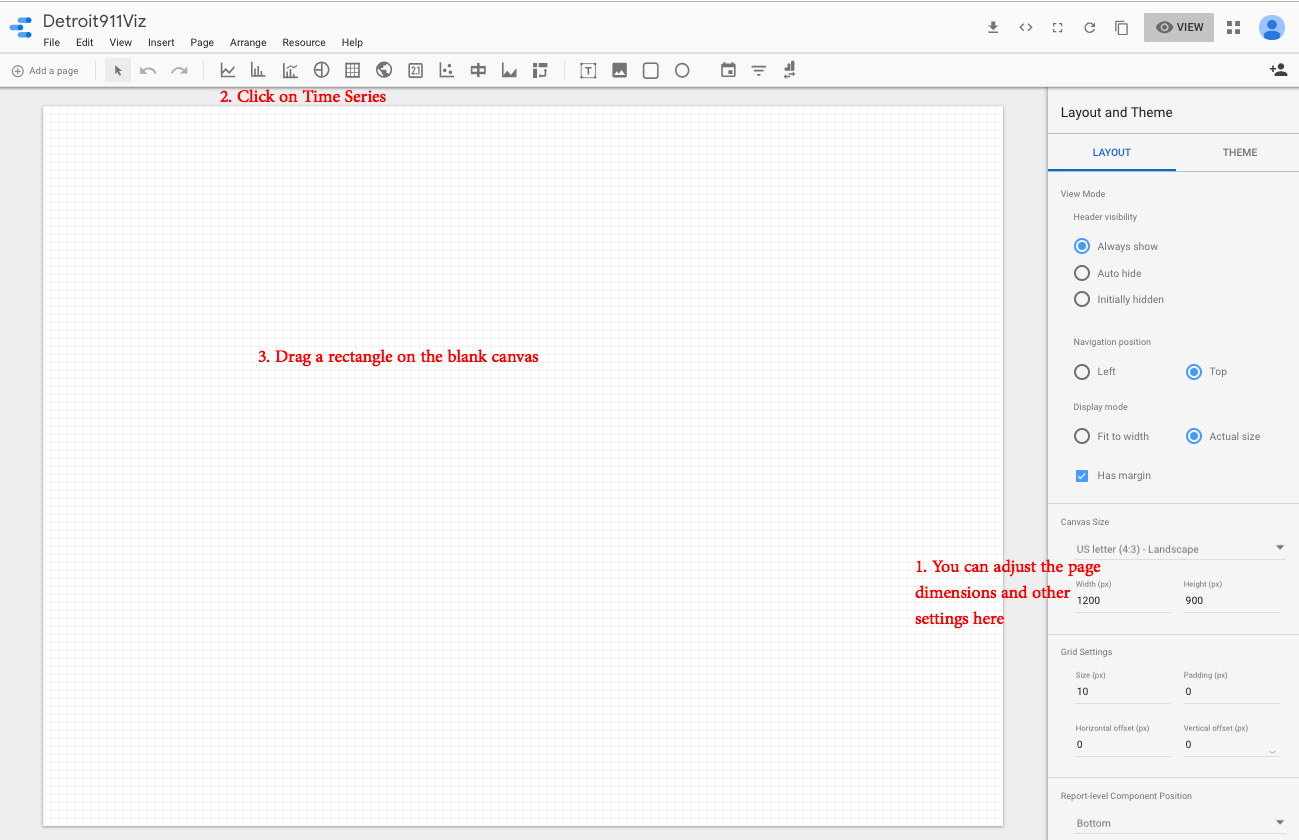 Detroit911Viz
File Edit View Insert Page Arrange Resource Help
VIEW
Add a page
2.1
T
2. Click on Time Series
3. Drag a rectangle on the blank canvas
1. You can adjust the page
dimensions and other
settings here
Layout and Theme
LAYOUT THEME
View Mode
Header visibility
Always show
Auto hide
Initially hidden
Navigation position
Left Top
Display mode
Fit to width Actual size
Has margin
Canvas Size
US letter (4:3) - Landscape
Width (px) Height (px)
1200 900
Grid Settings
Size (px) Padding (px)
10 0
Horizontal offset (px) Vertical offset (px)
0 0
Report-level Component Position
Bottom